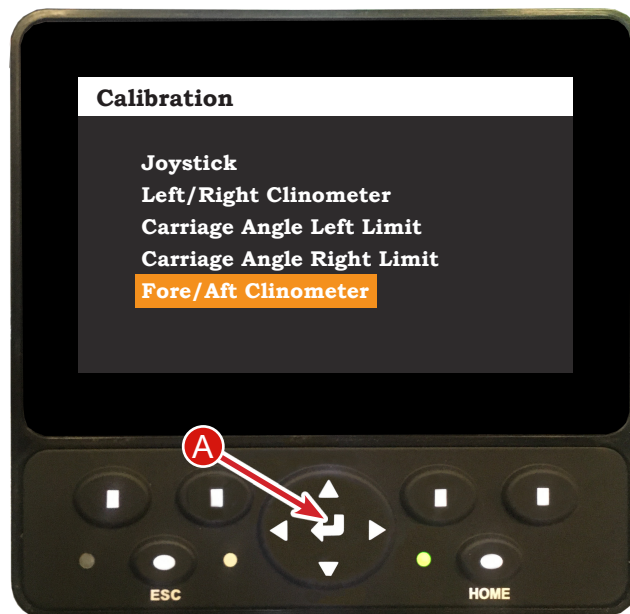 Calibration
Joystick
Left/Right Clinometer
Carriage Angle Left Limit
Carriage Angle Right Limit
Fore/Aft Clinometer
A
ESC
HOME